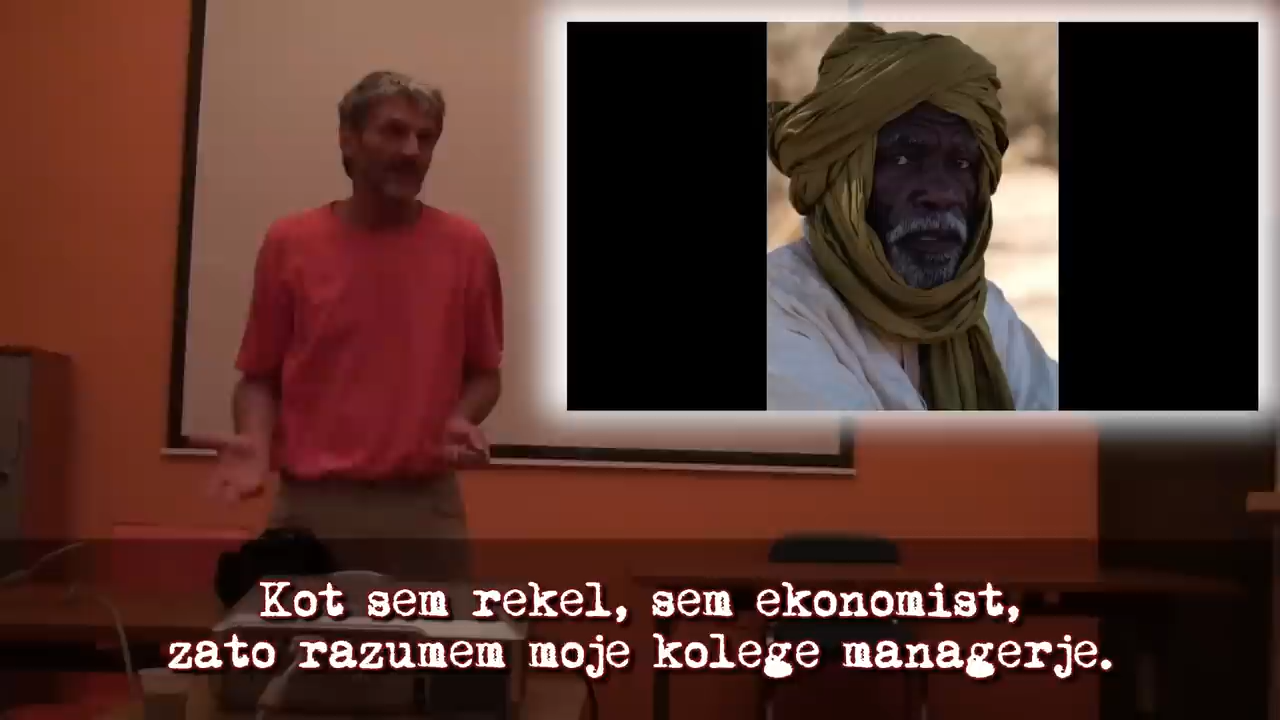 Kot sem rekel, sem ekonomist,
zato razumem moje kolege managerje.